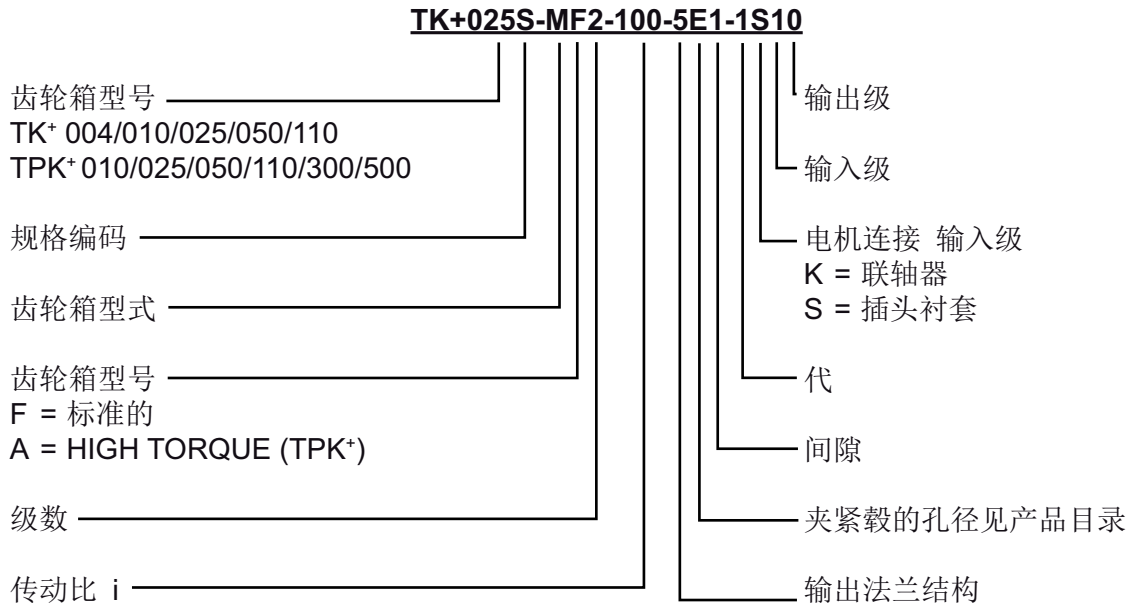 TK+025S-MF2-100-5E1-1S10
齿轮箱型号
TK⁺ 004/010/025/050/110
TPK⁺ 010/025/050/110/300/500
规格编码
齿轮箱型式
齿轮箱型号
F = 标准的
A = HIGH TORQUE (TPK⁺)
级数
传动比 i
输出级
输入级
电机连接 输入级
K = 联轴器
S = 插头衬套
代
间隙
夹紧毂的孔径见产品目录
输出法兰结构